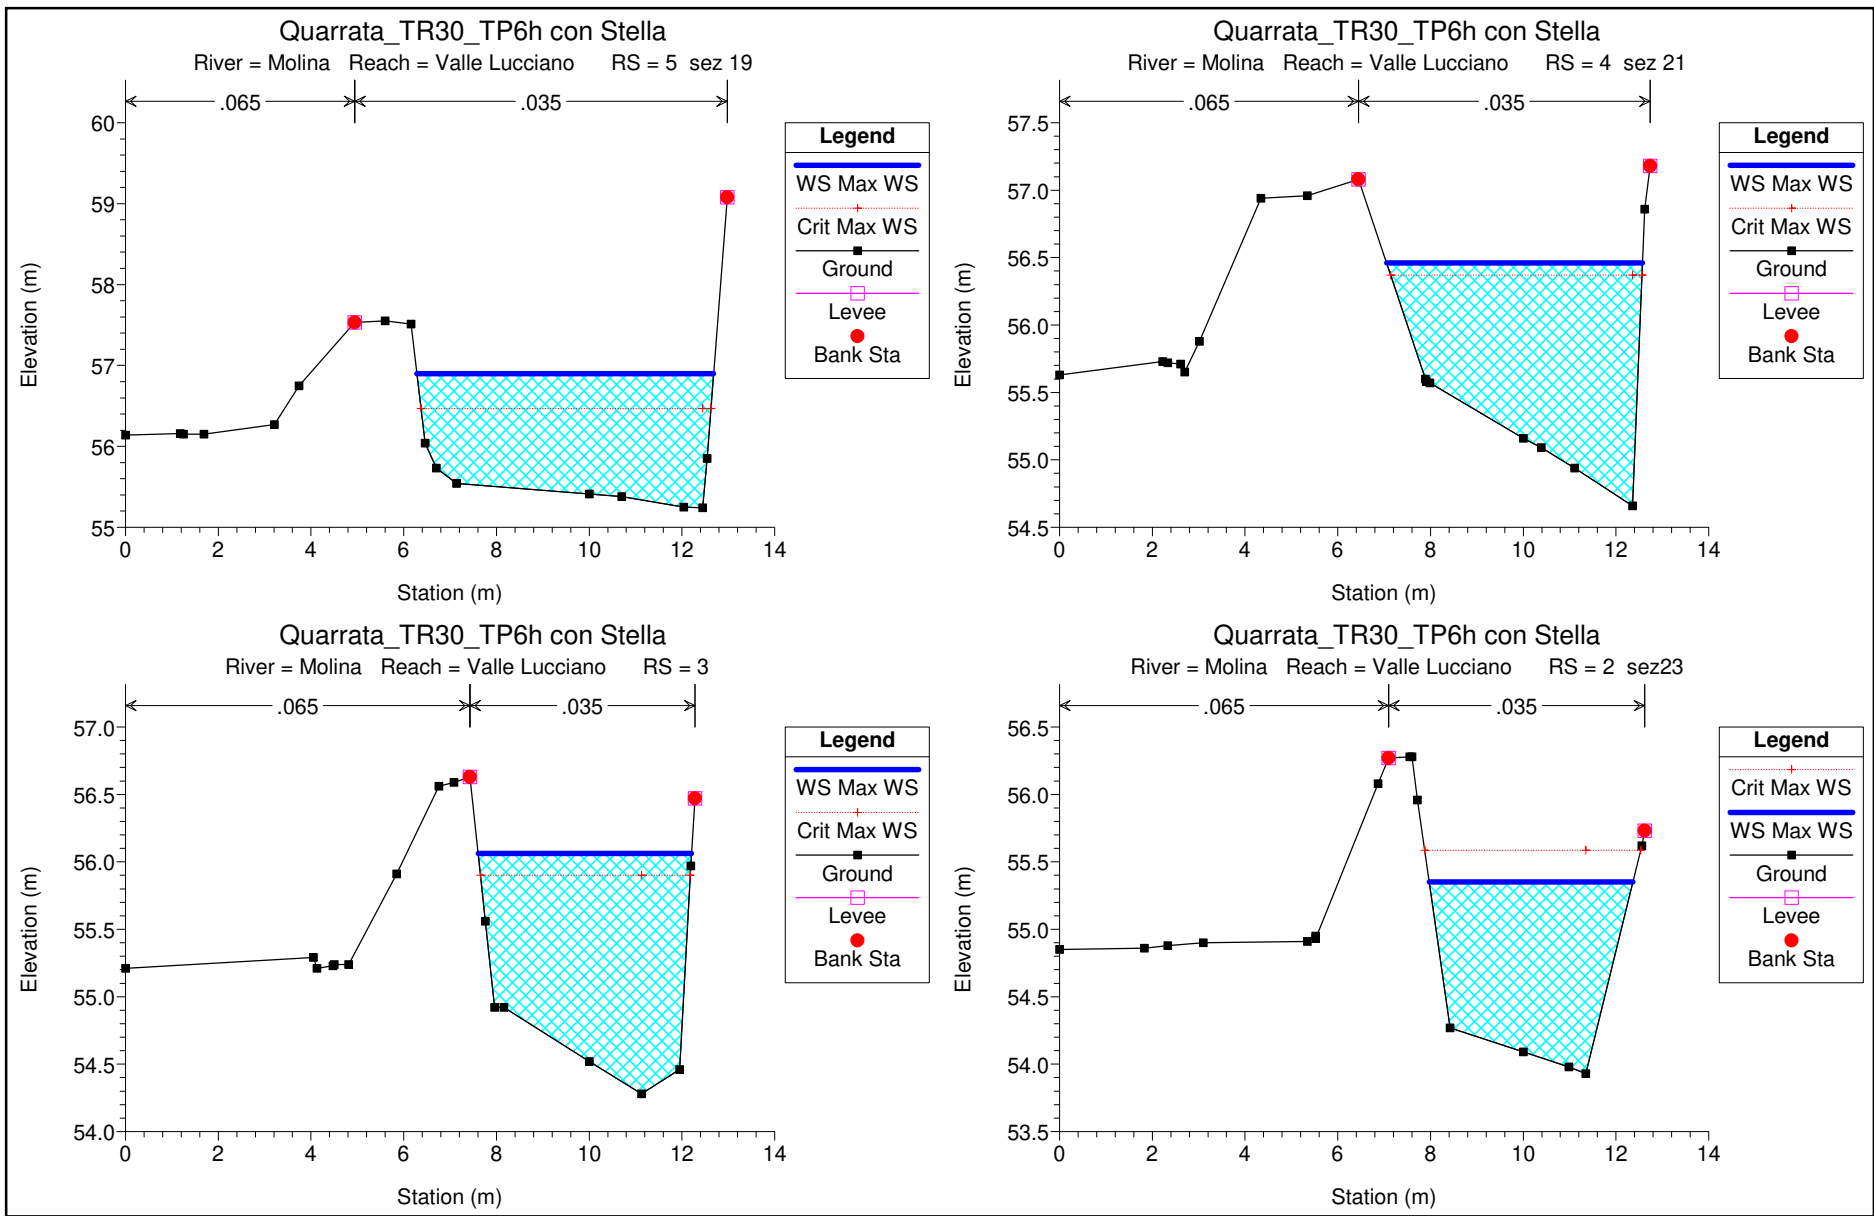 Quarrata_TR30_TP6h con Stella
River = Molina   Reach = Valle Lucciano      RS = 5  sez 19
.065
.035
60
59
58
57
56
55
Elevation (m)
0 2 4 6 8 10 12 14
Station (m)
Legend
WS Max WS
Crit Max WS
Ground
Levee
Bank Sta
Quarrata_TR30_TP6h con Stella
River = Molina   Reach = Valle Lucciano      RS = 4  sez 21
.065
.035
57.5
57.0
56.5
56.0
55.5
55.0
54.5
Elevation (m)
0 2 4 6 8 10 12 14
Station (m)
Legend
WS Max WS
Crit Max WS
Ground
Levee
Bank Sta
Quarrata_TR30_TP6h con Stella
River = Molina   Reach = Valle Lucciano      RS = 3
.065
.035
57.0
56.5
56.0
55.5
55.0
54.5
54.0
Elevation (m)
0 2 4 6 8 10 12 14
Station (m)
Legend
WS Max WS
Crit Max WS
Ground
Levee
Bank Sta
Quarrata_TR30_TP6h con Stella
River = Molina   Reach = Valle Lucciano      RS = 2  sez23
.065
.035
56.5
56.0
55.5
55.0
54.5
54.0
53.5
Elevation (m)
0 2 4 6 8 10 12 14
Station (m)
Legend
Crit Max WS
WS Max WS
Ground
Levee
Bank Sta